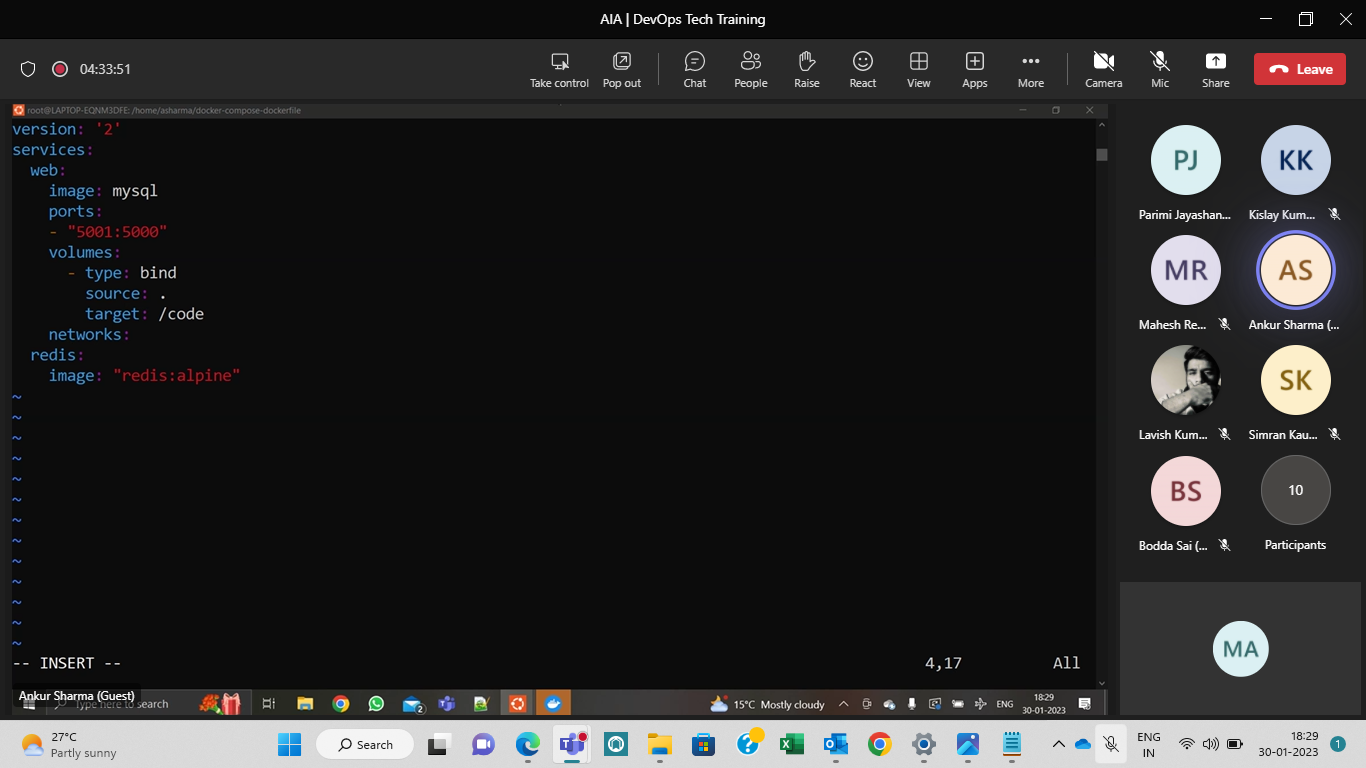 AIA | DevOps Tech Training
04:33:51
Take control
Pop out
Chat
People
Raise
React
View
Apps
More
Camera
Mic
Share
Leave
root@LAPTOP-EQNM3DFE: /home/asharma/docker-compose-dockerfile
version: '2'
services:
  web:
    image: mysql
    ports:
    - "5001:5000"
    volumes:
      - type: bind
        source: .
        target: /code
    networks:
  redis:
    image: "redis:alpine"
~
~
~
~
~
~
~
~
~
~
~
~
~
-- INSERT --
4,17
All
PJ
Parimi Jayashan...
KK
Kislay Kum...
MR
Mahesh Re...
AS
Ankur Sharma (...
Lavish Kum...
SK
Simran Kau...
BS
Bodda Sai (...
10
Participants
MA
Ankur Sharma (Guest)
Type here to search
2
15°C Mostly cloudy
ENG
18:29
30-01-2023
27°C
Partly sunny
Search
ENG
IN
18:29
30-01-2023
1